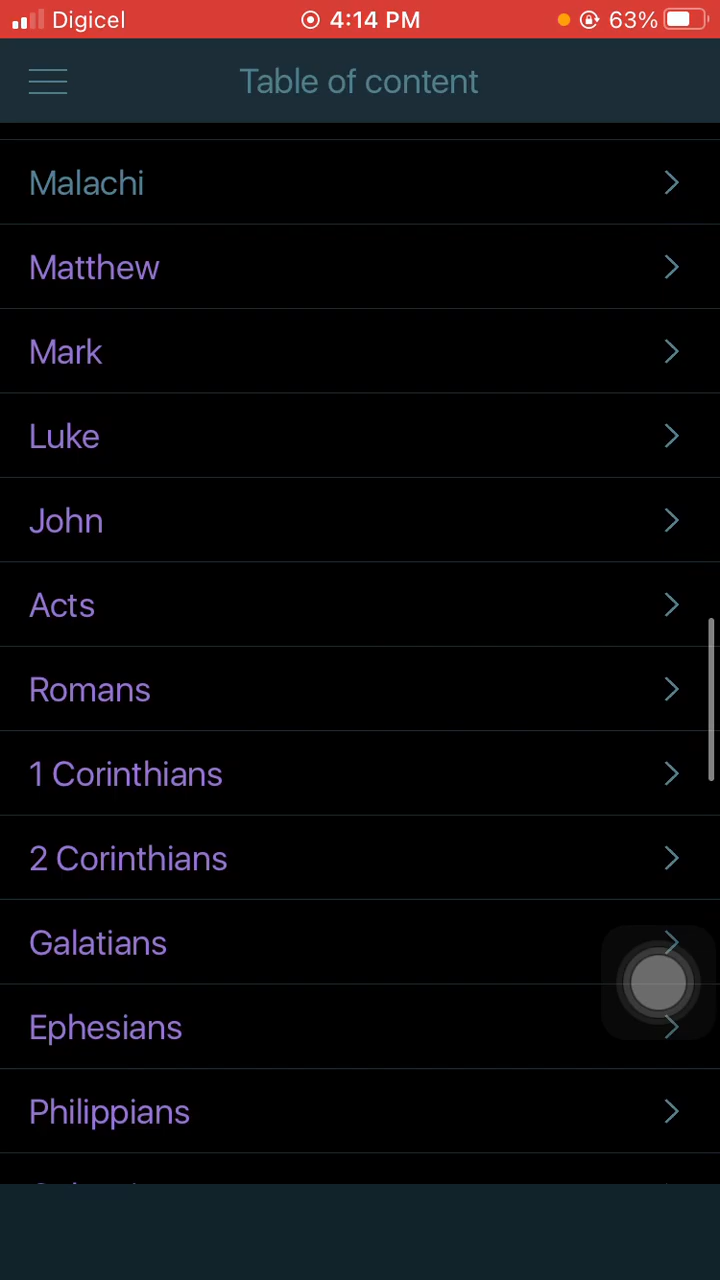 Digicel 4:14 PM 63%
Table of content
Malachi
Matthew
Mark
Luke
John
Acts
Romans
1 Corinthians
2 Corinthians
Galatians
Ephesians
Philippians